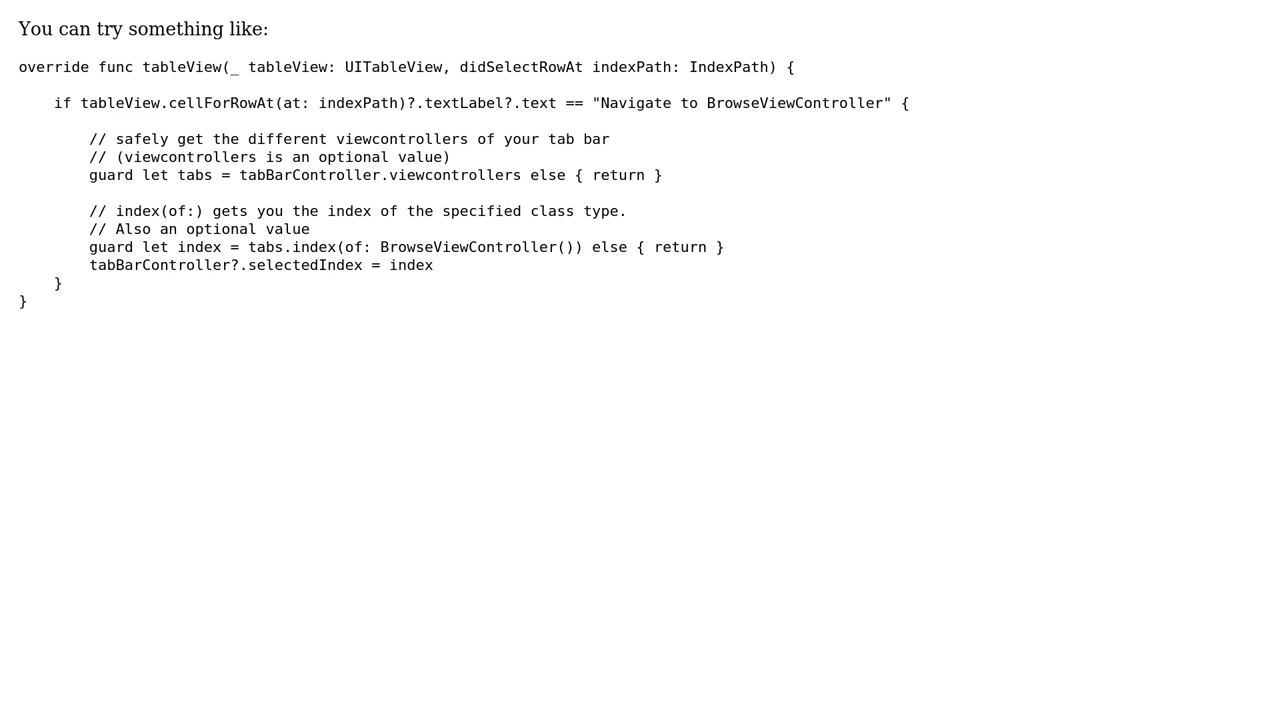 You can try something like:
override func tableView(_ tableView: UITableView, didSelectRowAt indexPath: IndexPath) {
    if tableView.cellForRowAt(at: indexPath)?.textLabel?.text == "Navigate to BrowseViewController" {
        // safely get the different viewcontrollers of your tab bar
        // (viewcontrollers is an optional value)
        guard let tabs = tabBarController.viewcontrollers else { return }
        // index(of:) gets you the index of the specified class type.
        // Also an optional value
        guard let index = tabs.index(of: BrowseViewController()) else { return }
        tabBarController?.selectedIndex = index
    }
}